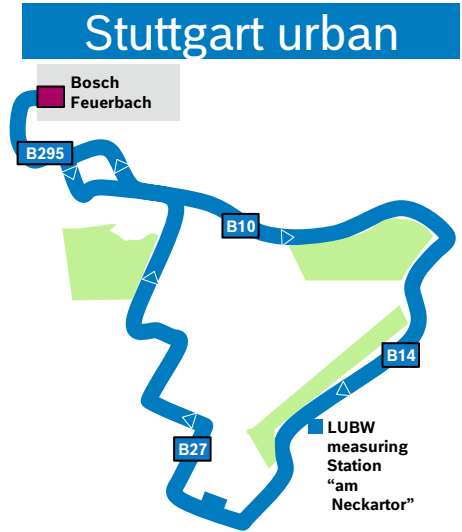 Stuttgart urban
Bosch
Feuerbach
B295
B10
B14
LUBW
measuring
Station
“am
Neckartor”
B27